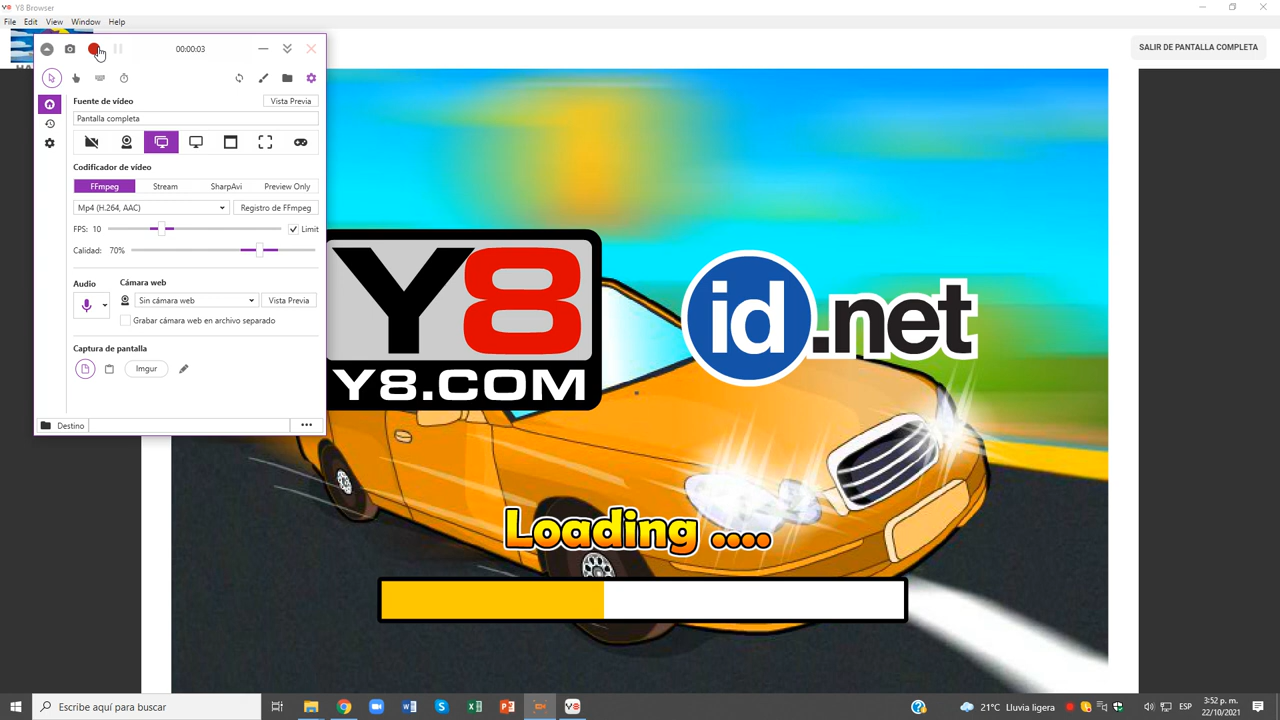 Y8 Browser
File Edit View Window Help
00:00:03
SALIR DE PANTALLA COMPLETA
Fuente de vídeo
Vista Previa
Pantalla completa
Codificador de vídeo
FFmpeg Stream SharpAvi Preview Only
Mp4 (H.264, AAC) Registro de FFmpeg
FPS: 10 Limit
Calidad: 70%
Audio
Cámara web
Sin cámara web Vista Previa
Grabar cámara web en archivo separado
Captura de pantalla
Imgur
Destino
Y8
Y8.COM
id.net
Loading ....
Escribe aquí para buscar
21°C Lluvia ligera
ESP
3:52 p. m.
22/10/2021